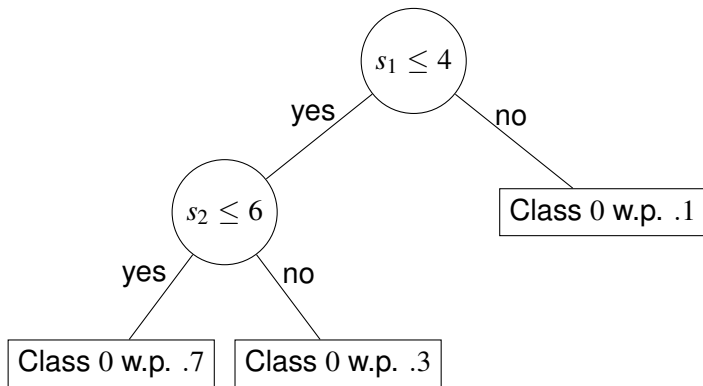 s₁ ≤ 4
yes
no
s₂ ≤ 6
Class 0 w.p. .1
yes
no
Class 0 w.p. .7
Class 0 w.p. .3